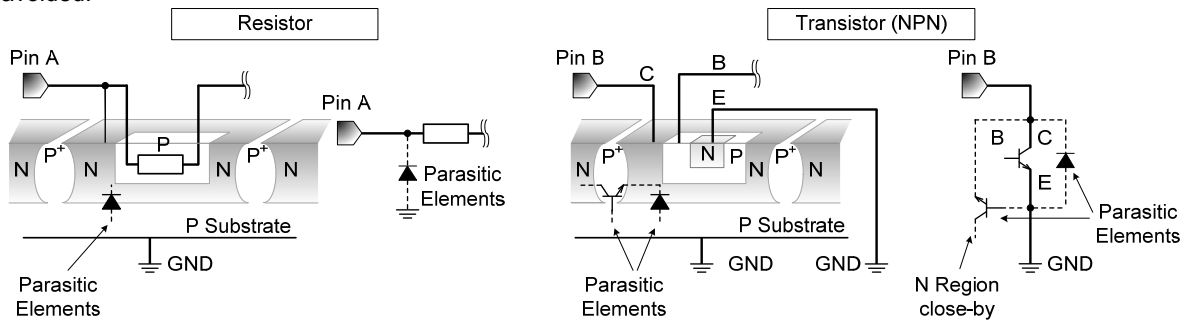 Resistor
Transistor (NPN)
Pin A
Pin A
N
P+
N
P
N
P+
N
Parasitic
Elements
P Substrate
GND
Parasitic
Elements
Pin B
C
B
E
N
P+
N
N
P
N
P+
N
P Substrate
GND
GND
Parasitic
Elements
Pin B
B
C
E
Parasitic
Elements
GND
N Region
close-by